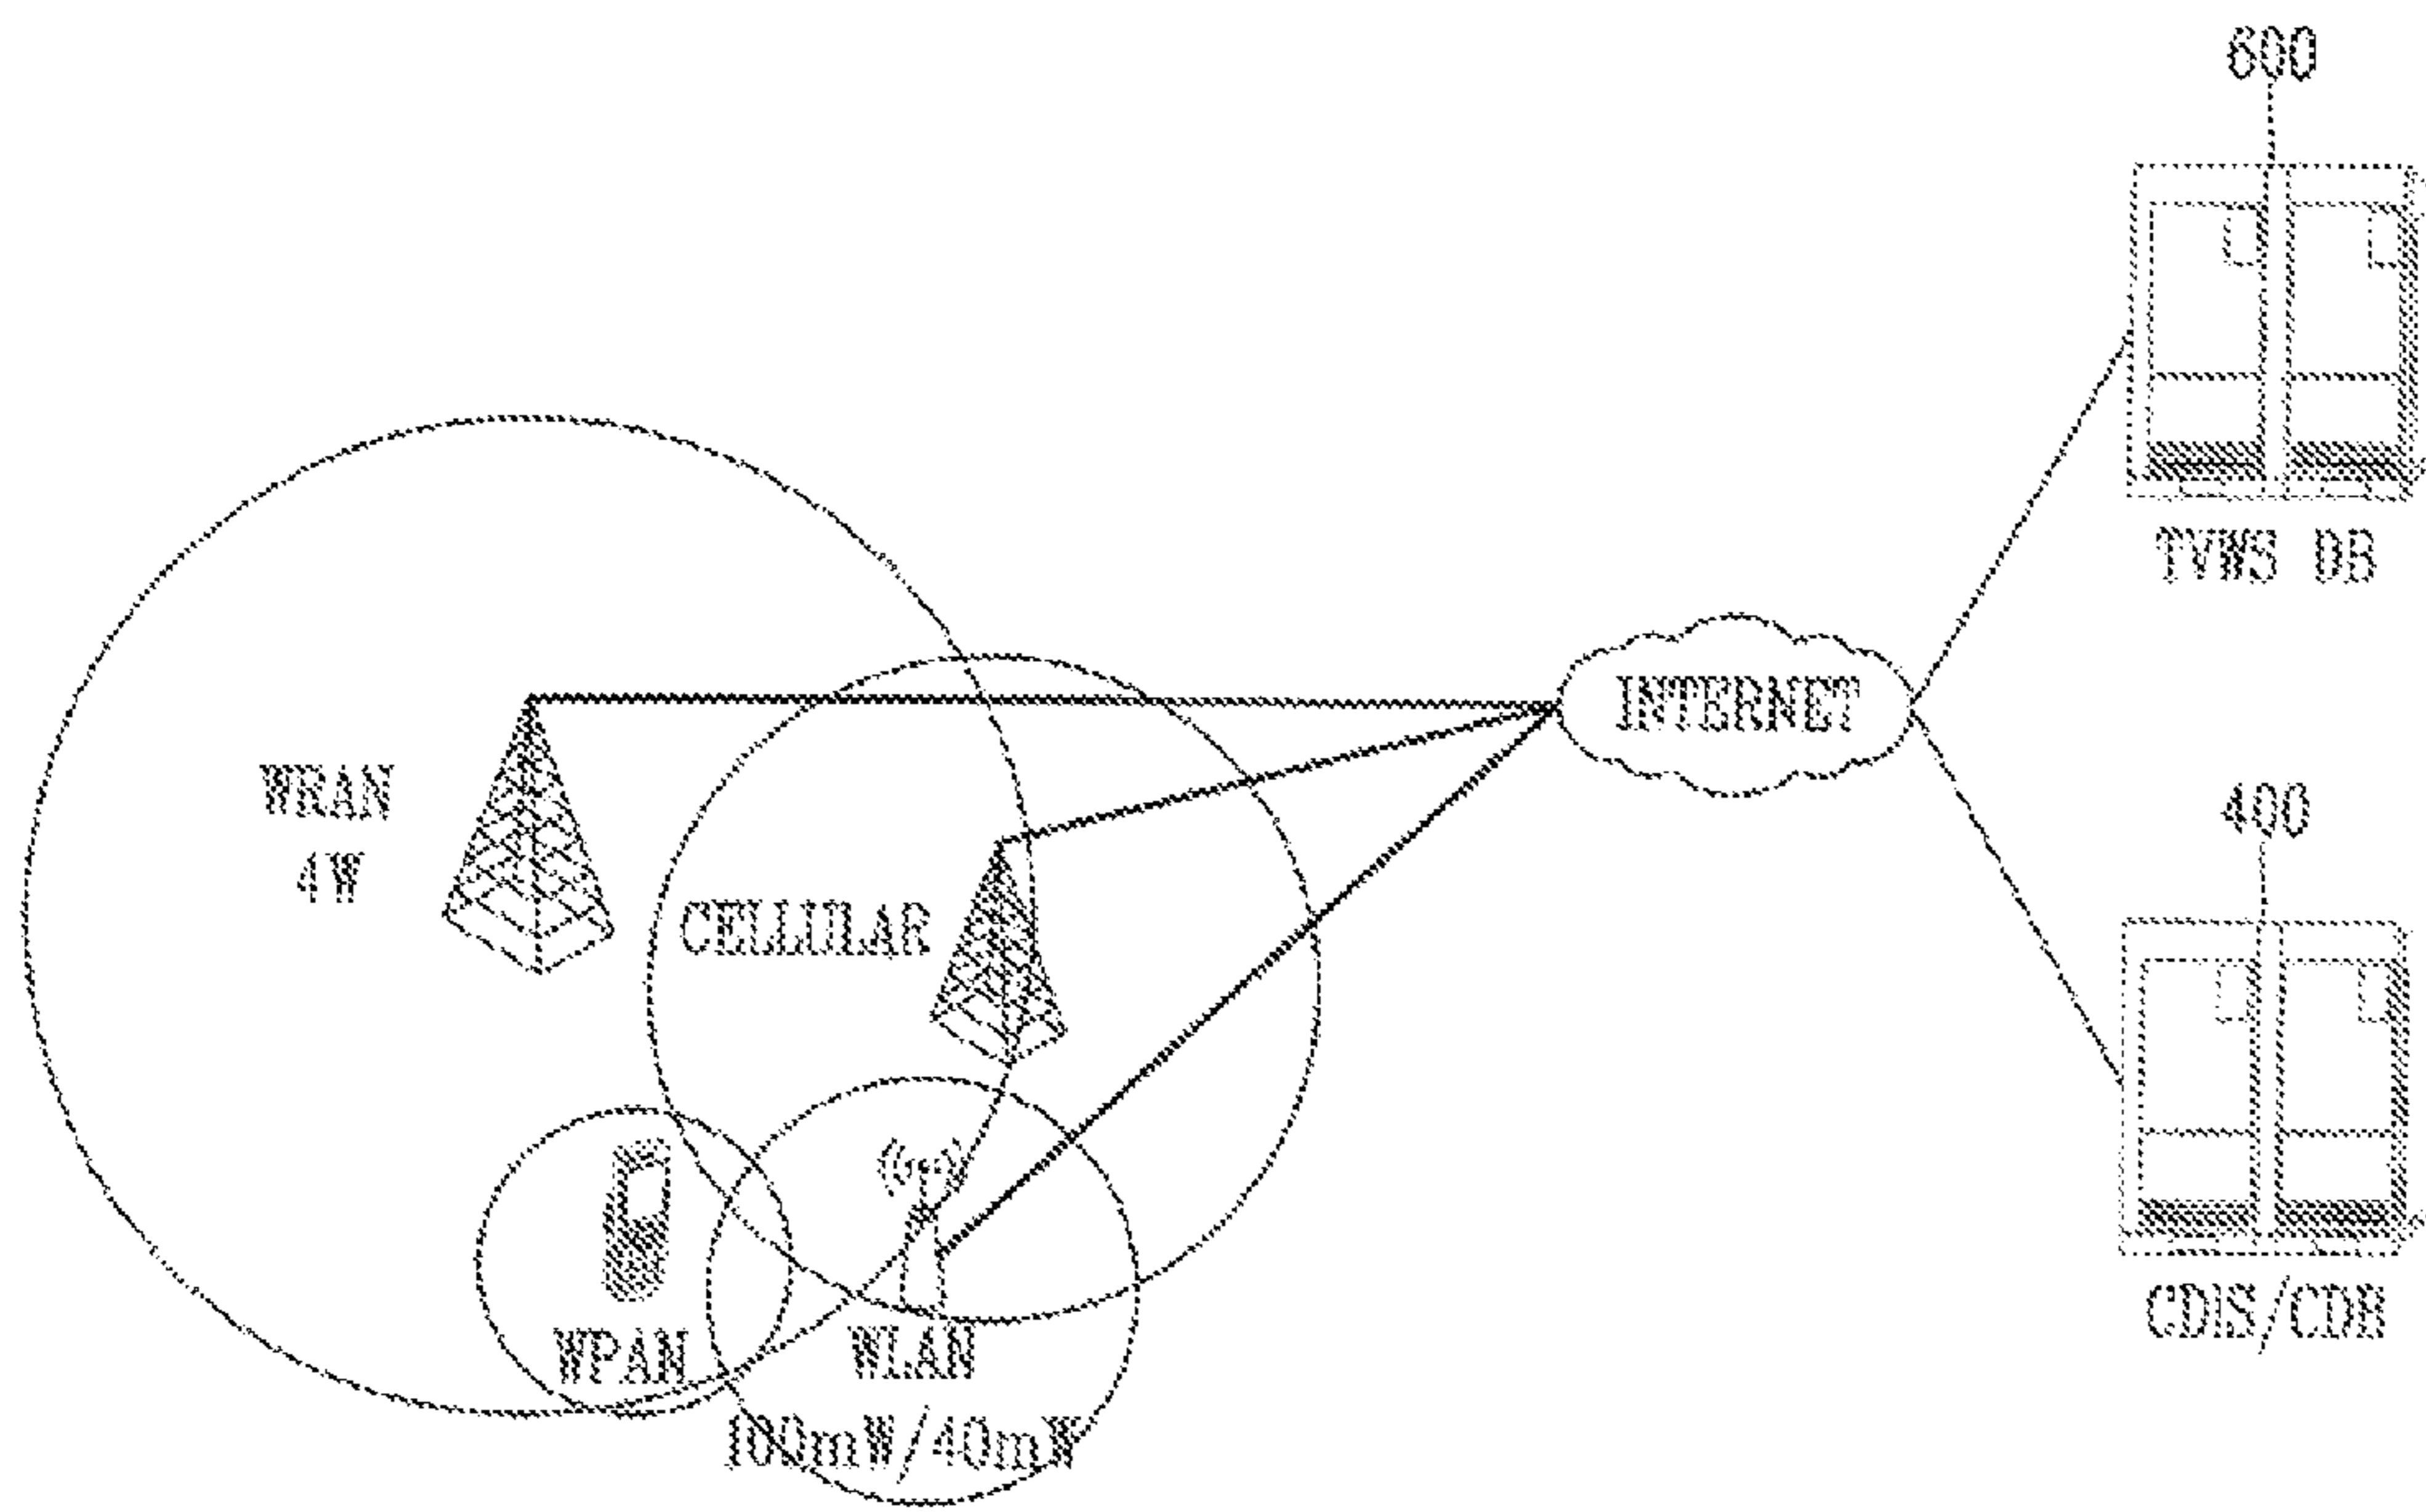 600
TVWS DB
INTERNET
WRAN
4W
400
CELLULAR
CDIS/CDB
WPAN
WLAN
100mW/40mW